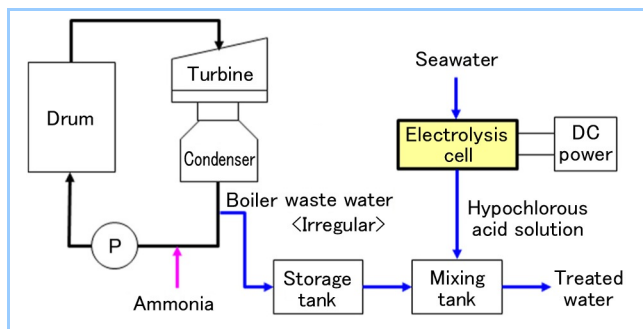 Turbine
Drum
Condenser
P
Ammonia
Boiler waste water
<Irregular>
Storage
tank
Seawater
Electrolysis
cell
DC
power
Hypochlorous
acid solution
Mixing
tank
Treated
water